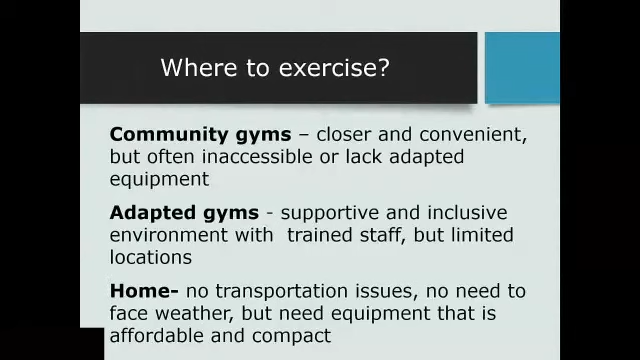 Where to exercise?
Community gyms – closer and convenient,
but often inaccessible or lack adapted
equipment
Adapted gyms - supportive and inclusive
environment with  trained staff, but limited
locations
Home- no transportation issues, no need to
face weather, but need equipment that is
affordable and compact